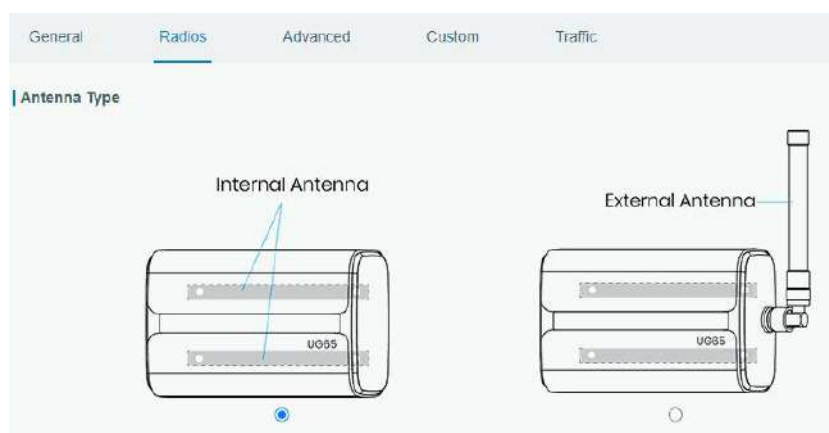 General Radios Advanced Custom Traffic
Antenna Type
Internal Antenna
External Antenna
UG65
UG65